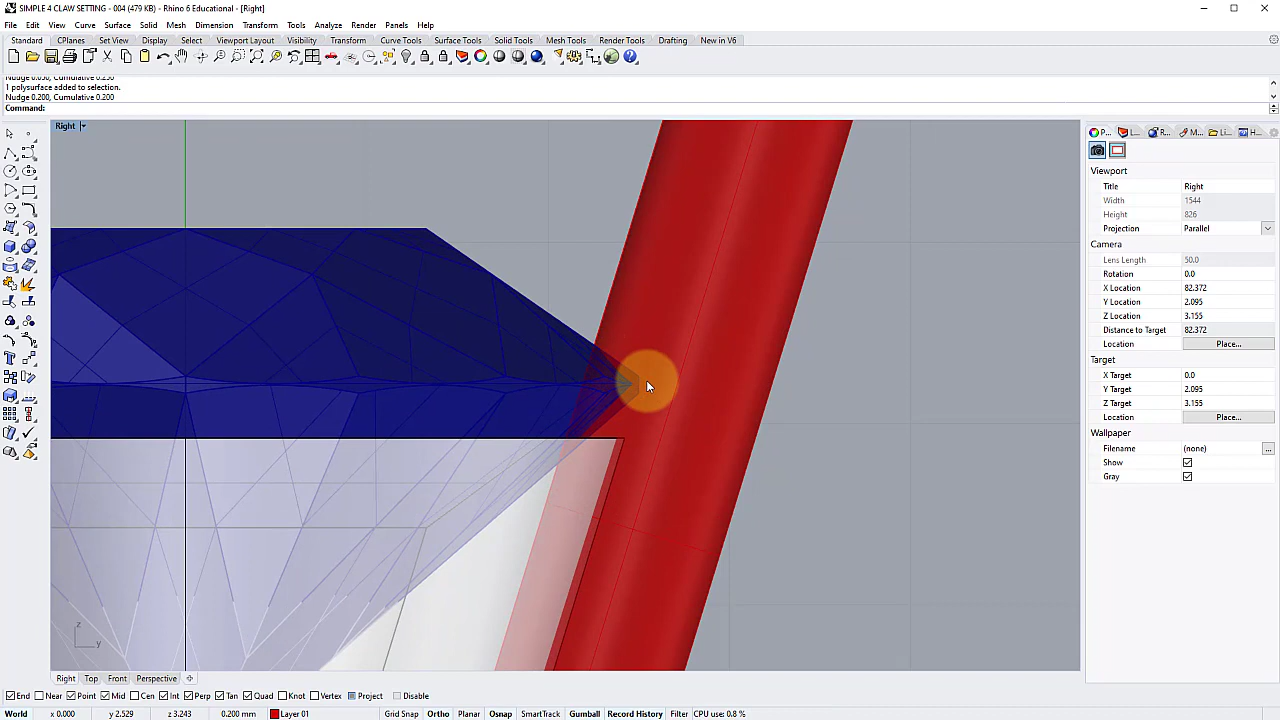 SIMPLE 4 CLAW SETTING - 004 (479 KB) - Rhino 6 Educational - [Right]
File Edit View Curve Surface Solid Mesh Dimension Transform Tools Analyze Render Panels Help
Standard CPlanes Set View Display Select Viewport Layout Visibility Transform Curve Tools Surface Tools Solid Tools Mesh Tools Render Tools Drafting New in V6
Nudge 0.050, Cumulative 0.250
1 polysurface added to selection.
Nudge 0.200, Cumulative 0.200
Command:
Right
P... L... R... M... Li... H...
Viewport
Title Right
Width 1544
Height 826
Projection Parallel
Camera
Lens Length 50.0
Rotation 0.0
X Location 82.372
Y Location 2.095
Z Location 3.155
Distance to Target 82.372
Location Place...
Target
X Target 0.0
Y Target 2.095
Z Target 3.155
Location Place...
Wallpaper
Filename (none) ...
Show
Gray
z
y
Right Top Front Perspective
End Near Point Mid Cen Int Perp Tan Quad Knot Vertex Project Disable
World x 0.000 y 2.529 z 3.243 0.200 mm Layer 01 Grid Snap Ortho Planar Osnap SmartTrack Gumball Record History Filter CPU use: 0.8 %